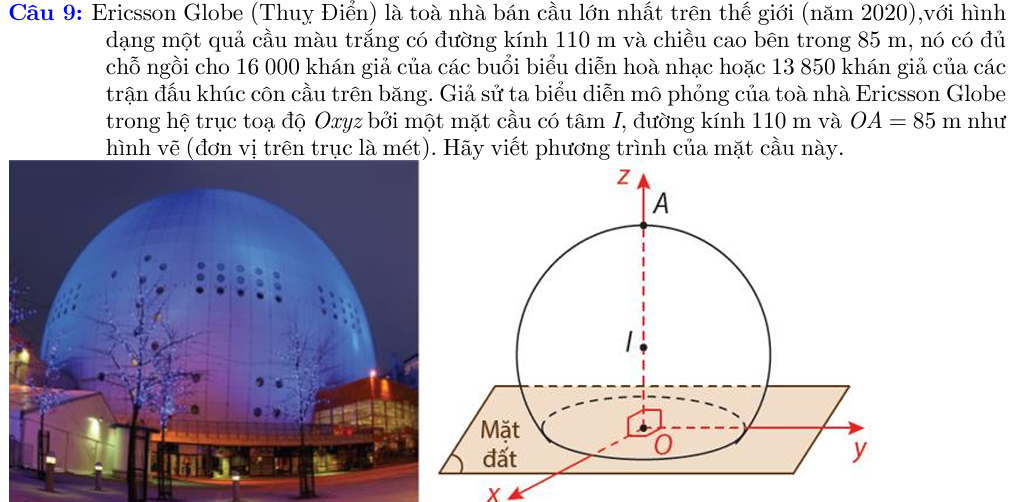 Câu 9: Ericsson Globe (Thuỵ Điển) là toà nhà bán cầu lớn nhất trên thế giới (năm 2020),với hình
dạng một quả cầu màu trắng có đường kính 110 m và chiều cao bên trong 85 m, nó có đủ
chỗ ngồi cho 16 000 khán giả của các buổi biểu diễn hoà nhạc hoặc 13 850 khán giả của các
trận đấu khúc côn cầu trên băng. Giả sử ta biểu diễn mô phỏng của toà nhà Ericsson Globe
trong hệ trục toạ độ Oxyz bởi một mặt cầu có tâm I, đường kính 110 m và OA = 85 m như
hình vẽ (đơn vị trên trục là mét). Hãy viết phương trình của mặt cầu này.
z
A
I
Mặt
đất
O
y
x